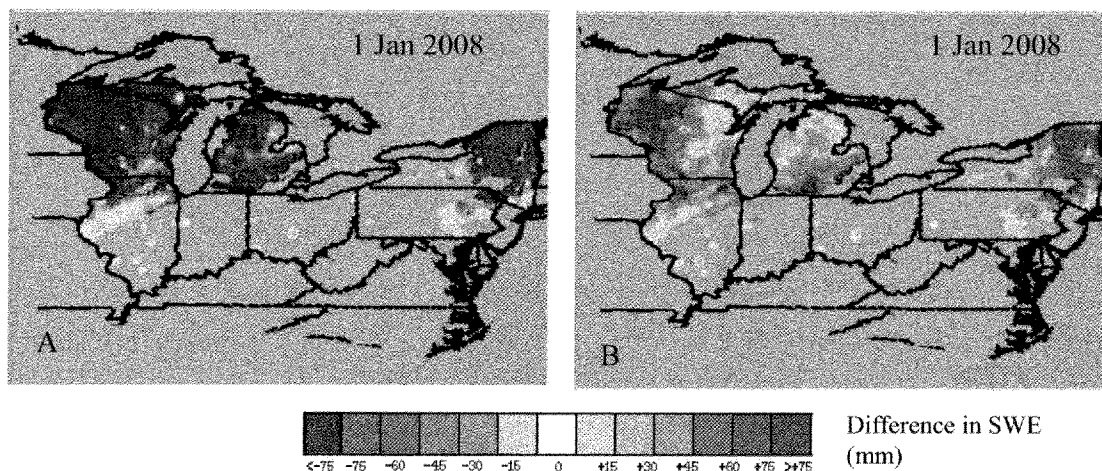 1 Jan 2008
1 Jan 2008
A
B
<-75 -75 -60 -45 -30 -15 0 +15 +30 +45 +60 +75 >+75
Difference in SWE
(mm)